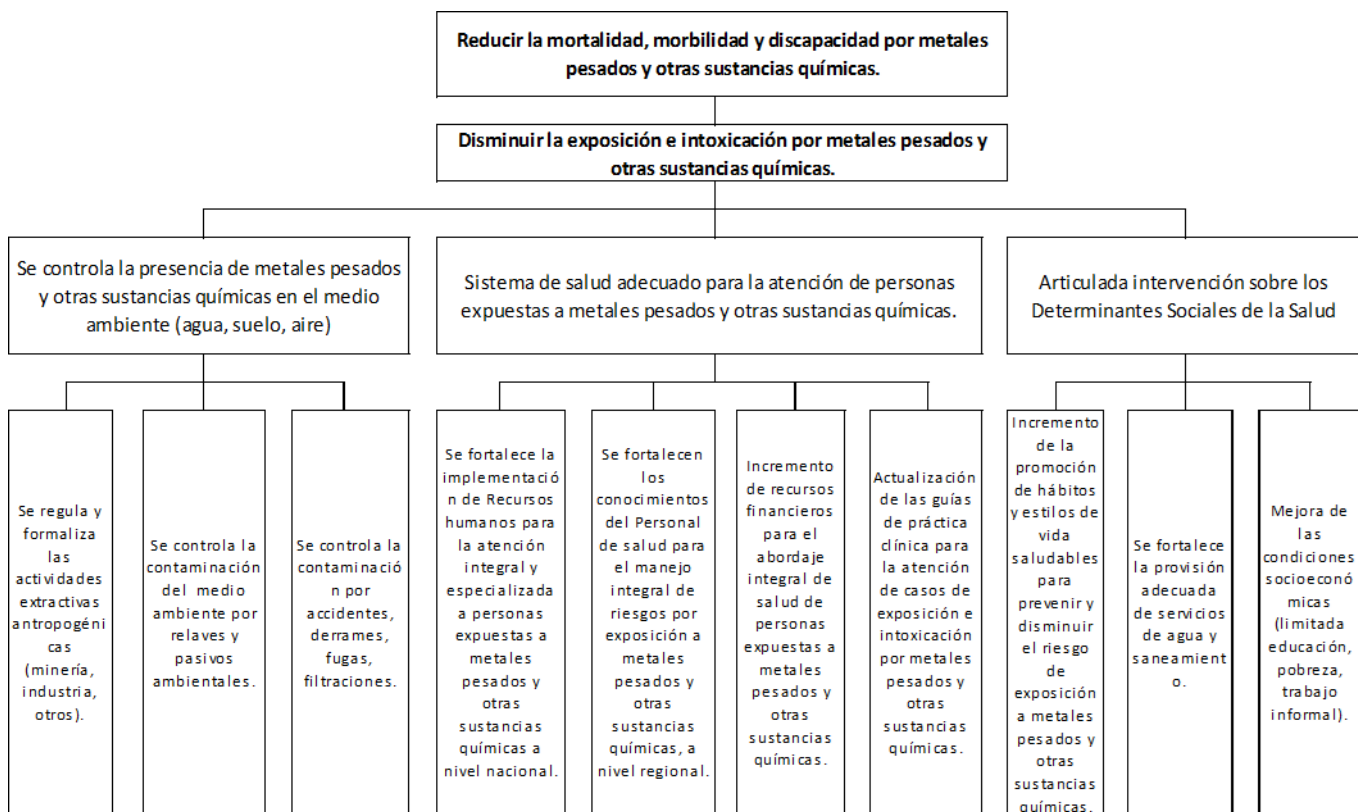 Reducir la mortalidad, morbilidad y discapacidad por metales
pesados y otras sustancias químicas.
Disminuir la exposición e intoxicación por metales pesados y
otras sustancias químicas.
Se controla la presencia de metales pesados
y otras sustancias químicas en el medio
ambiente (agua, suelo, aire)
Sistema de salud adecuado para la atención de personas
expuestas a metales pesados y otras sustancias químicas.
Articulada intervención sobre los
Determinantes Sociales de la Salud
Se regula y
formaliza
las
actividades
extractivas
antropogéni
cas
(minería,
industria,
otros).
Se controla la
contaminación
del medio
ambiente por
relaves y
pasivos
ambientales.
Se controla la
contaminació
n por
accidentes,
derrames,
fugas,
filtraciones.
Se fortalece la
implementació
n de Recursos
humanos para
la atención
integral y
especializada
a personas
expuestas a
metales
pesados y
otras
sustancias
químicas a
nivel nacional.
Se fortalecen
los
conocimientos
del Personal
de salud para
el manejo
integral de
riesgos por
exposición a
metales
pesados y
otras
sustancias
químicas, a
nivel regional.
Incremento
de recursos
financieros
para el
abordaje
integral de
salud de
personas
expuestas a
metales
pesados y
otras
sustancias
químicas.
Actualización
de las guías
de práctica
clínica para
la atención
de casos de
exposición e
intoxicación
por metales
pesados y
otras
sustancias
químicas.
Incremento
de la
promoción
de hábitos
y estilos de
vida
saludables
para
prevenir y
disminuir
el riesgo
de
exposición
a metales
pesados y
otras
sustancias
químicas.
Se fortalece
la provisión
adecuada
de servicios
de agua y
saneamient
o.
Mejora de
las
condiciones
socioeconó
micas
(limitada
educación,
pobreza,
trabajo
informal).